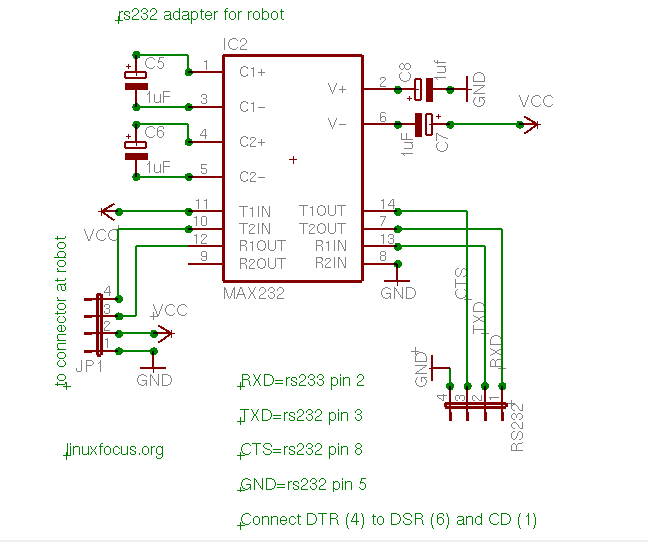 rs232 adapter for robot
IC2
C5
1uF
C6
1uF
1
3
4
5
11
10
12
9
C1+
C1-
C2+
C2-
T1IN
T2IN
R1OUT
R2OUT
V+
V-
T1OUT
T2OUT
R1IN
R2IN
2
6
14
7
13
8
MAX232
C8
1uf
GND
VCC
1uF
C7
GND
VCC
to connector at robot
4
3
2
1
JP1
VCC
GND
CTS
TXD
RXD
GND
4
3
2
1
RS232
RXD=rs233 pin 2
TXD=rs232 pin 3
linuxfocus.org
CTS=rs232 pin 8
GND=rs232 pin 5
Connect DTR (4) to DSR (6) and CD (1)